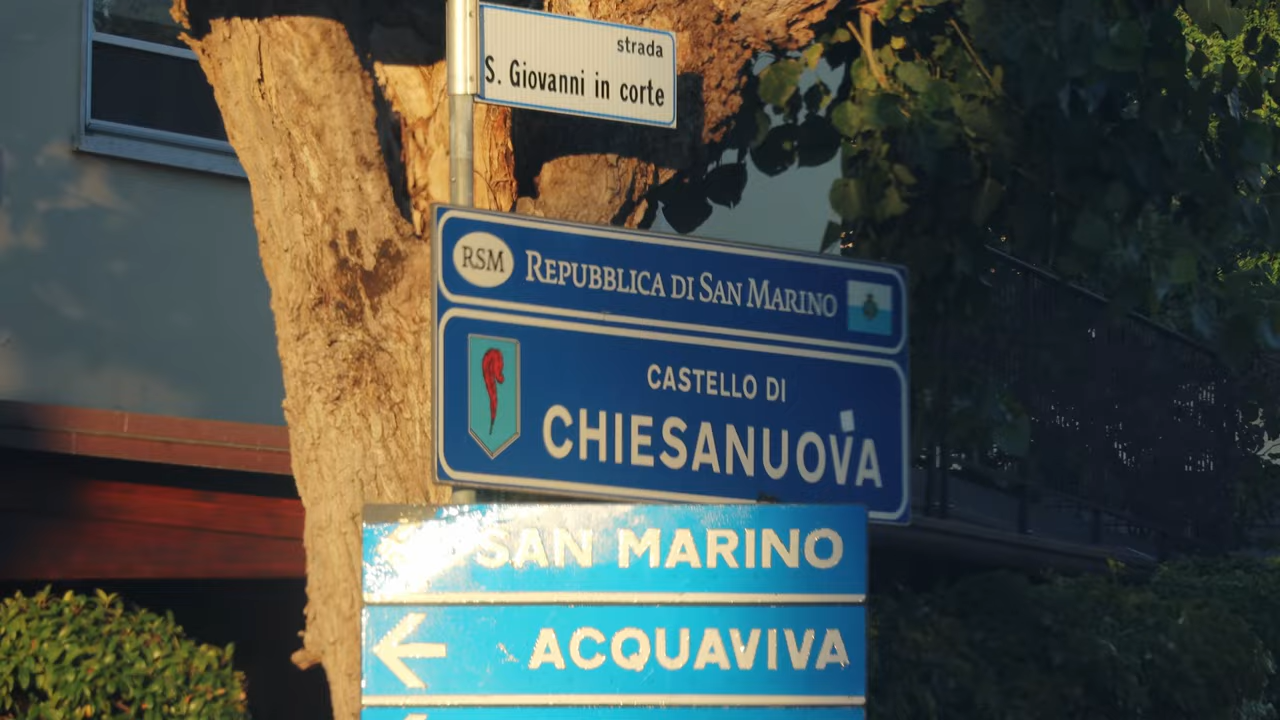 strada
S. Giovanni in corte
RSM REPUBBLICA DI SAN MARINO
CASTELLO DI
CHIESANUOVA
SAN MARINO
ACQUAVIVA